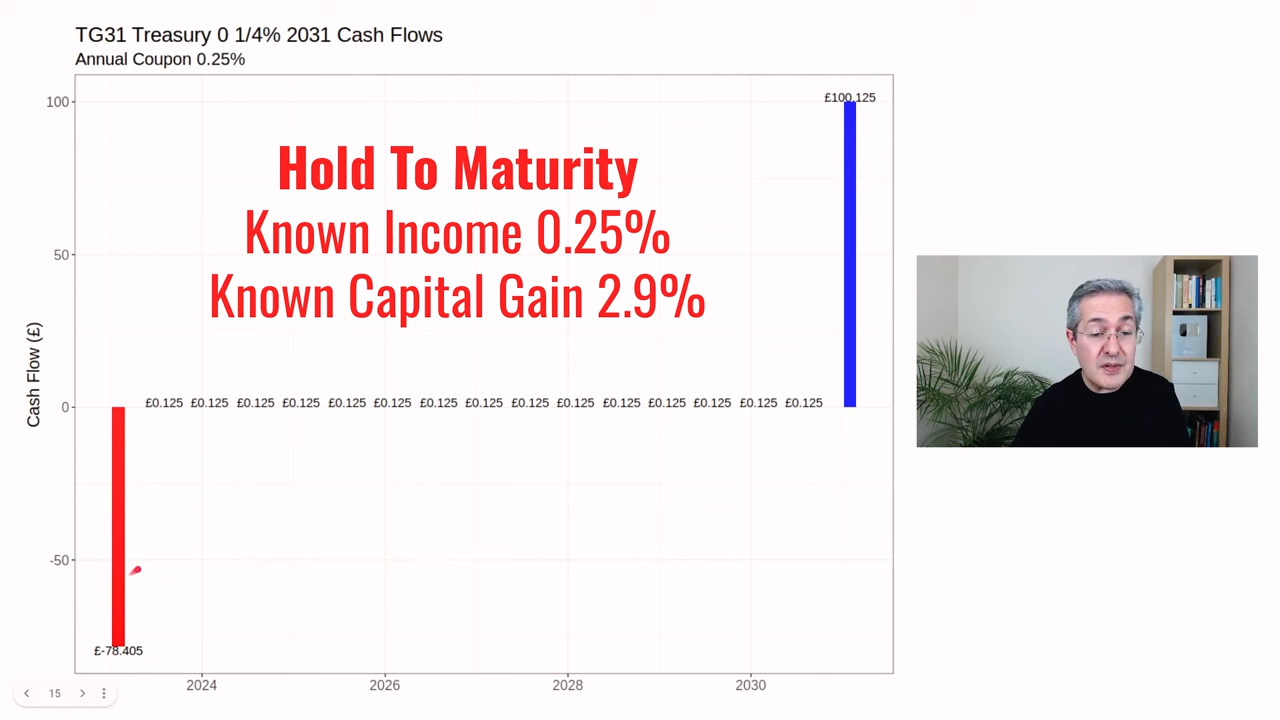 TG31 Treasury 0 1/4% 2031 Cash Flows
Annual Coupon 0.25%
£100.125
100
Hold To Maturity
Known Income 0.25%
Known Capital Gain 2.9%
50
Cash Flow (£)
£0.125 £0.125 £0.125 £0.125 £0.125 £0.125 £0.125 £0.125 £0.125 £0.125 £0.125 £0.125 £0.125 £0.125 £0.125
0
-50
£-78.405
2024 2026 2028 2030
15